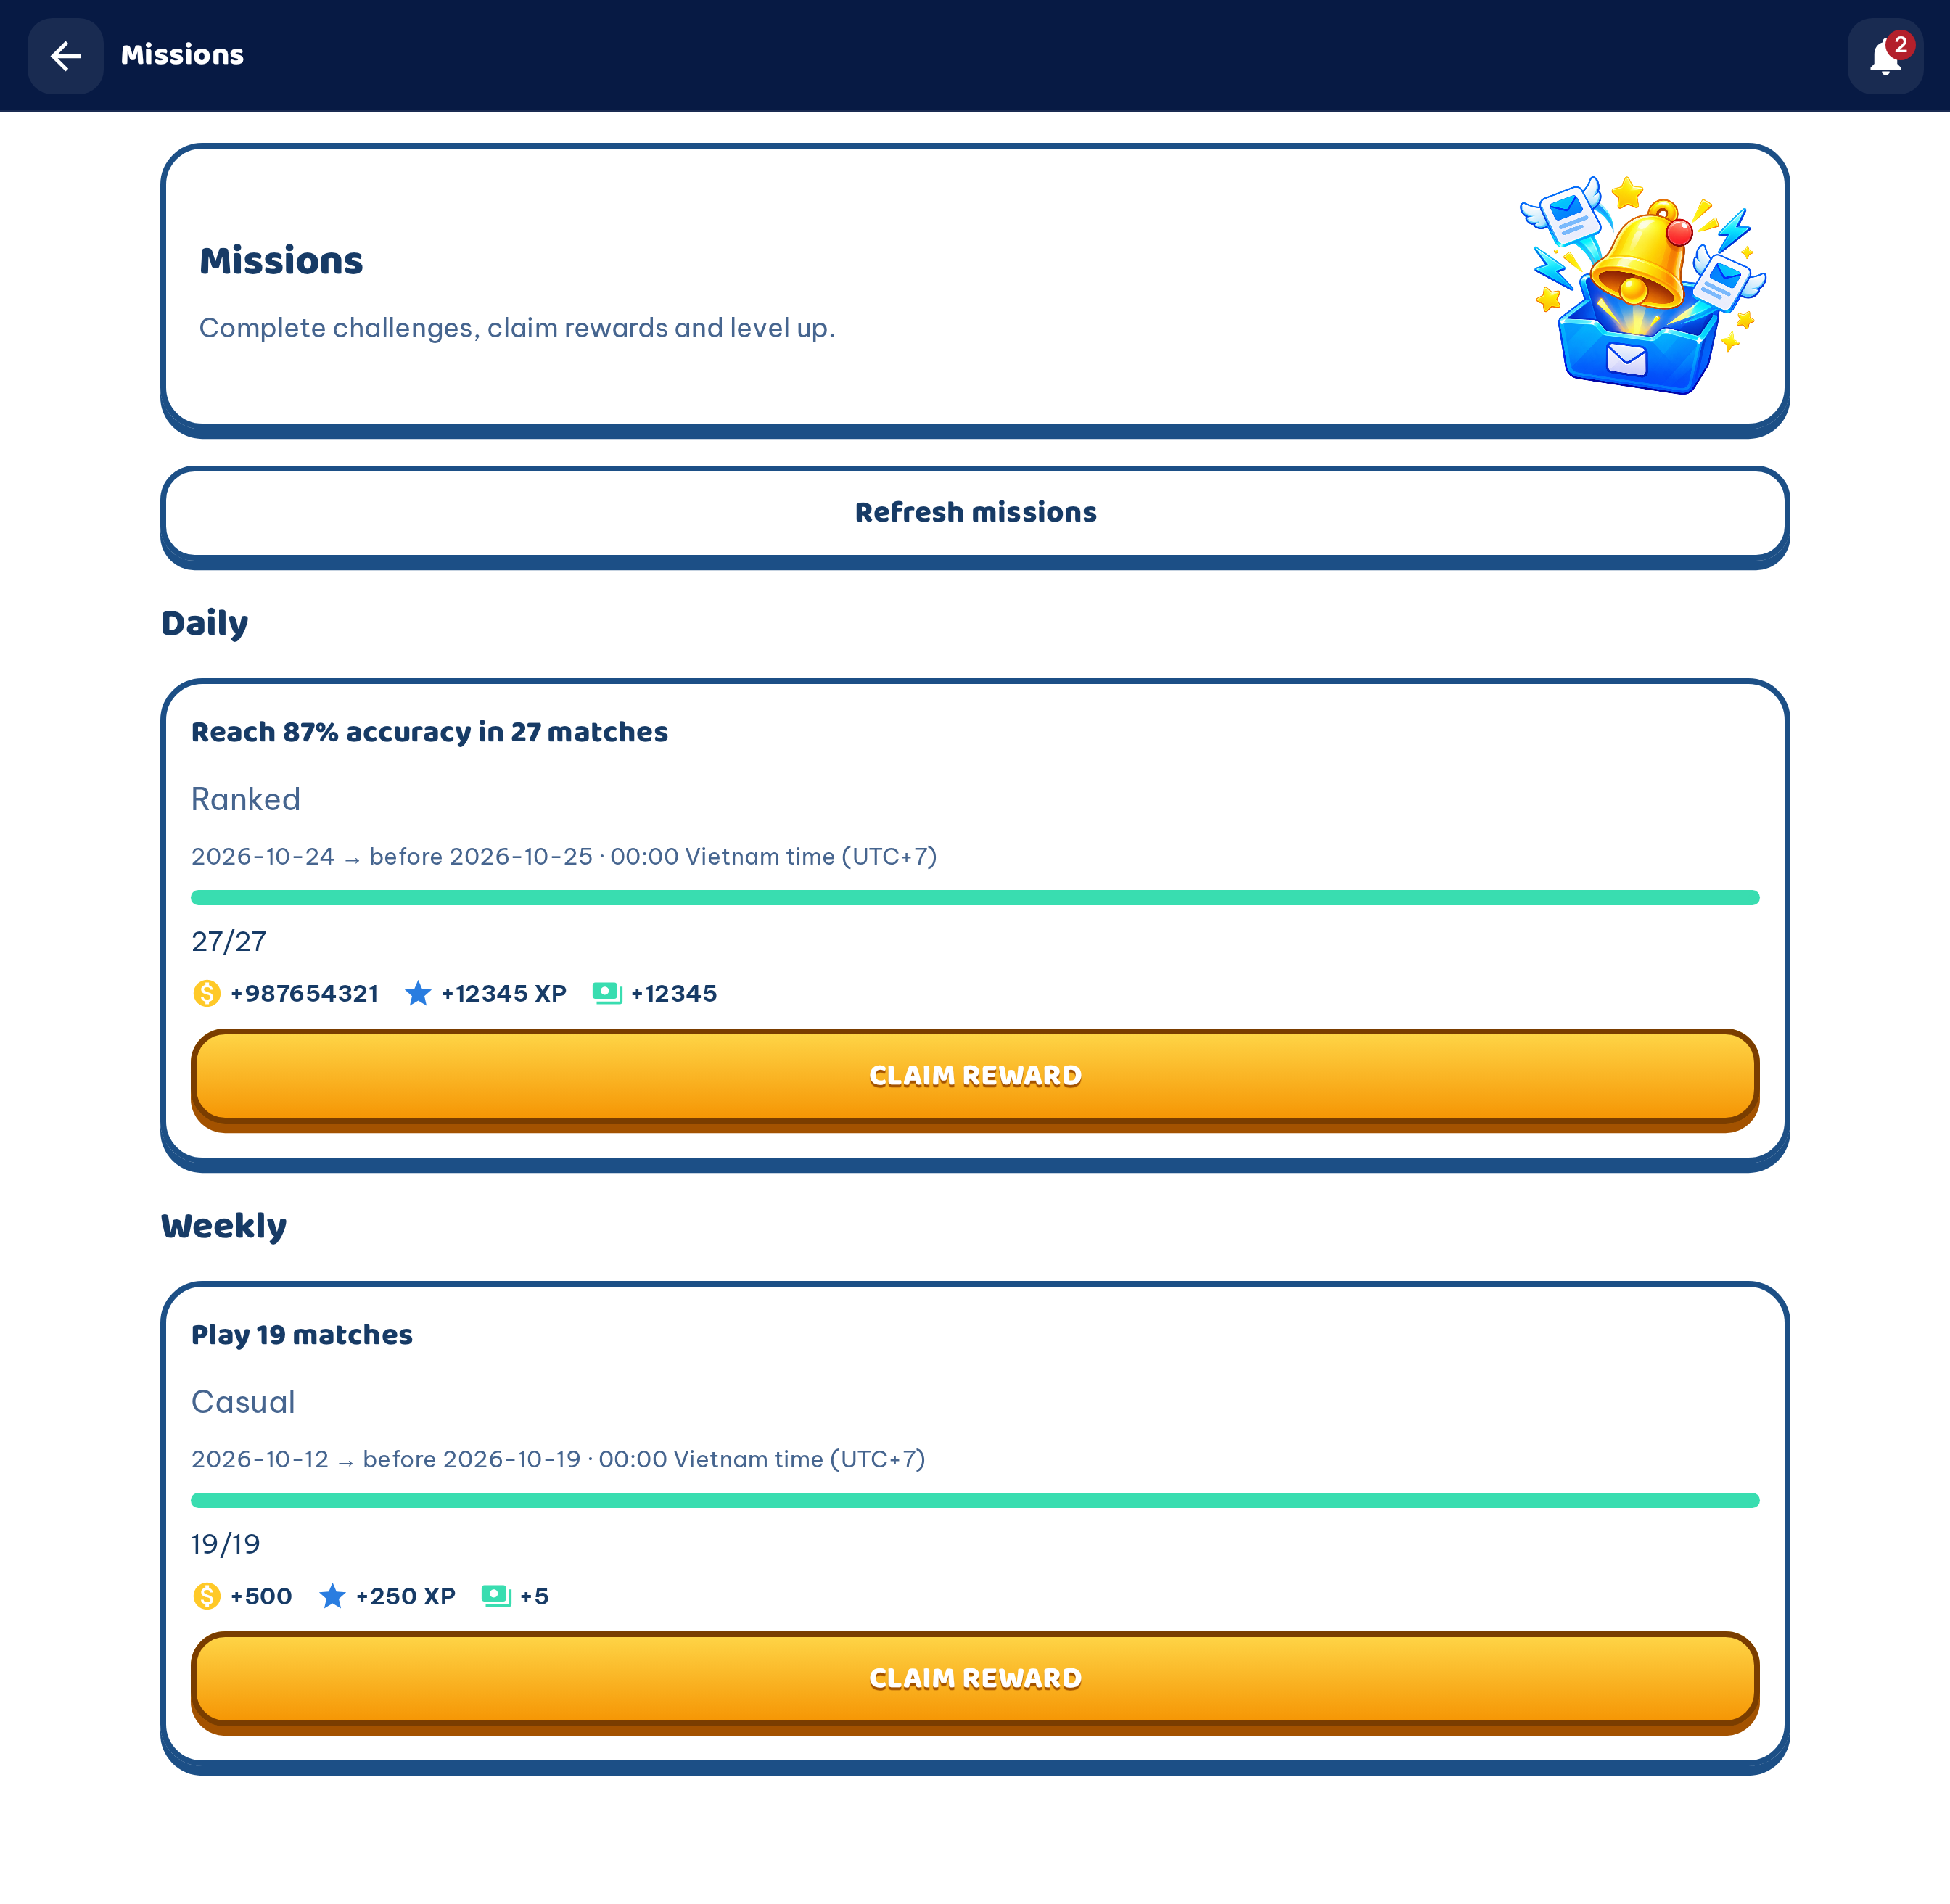 Missions
2
Missions
Complete challenges, claim rewards and level up.
Refresh missions
Daily
Reach 87% accuracy in 27 matches
Ranked
2026-10-24 → before 2026-10-25 · 00:00 Vietnam time (UTC+7)
27/27
+987654321 +12345 XP +12345
CLAIM REWARD
Weekly
Play 19 matches
Casual
2026-10-12 → before 2026-10-19 · 00:00 Vietnam time (UTC+7)
19/19
+500 +250 XP +5
CLAIM REWARD